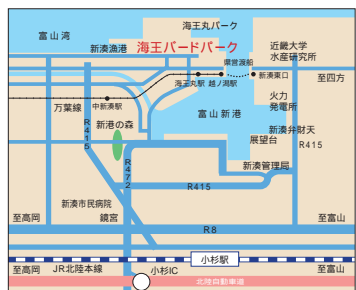 海王丸パーク
富山湾
新湊漁港
海王バードパーク
近畿大学
水産研究所
県営渡船
海王丸駅
越ノ潟駅
新湊東口
至四方
万葉線
中新湊駅
富山新港
火力
発電所
新港の森
新湊弁財天
展望台
R415
R415
R472
新湊管理局
R415
新湊市民病院
鏡宮
至高岡
至富山
R8
小杉駅
至高岡
JR北陸本線
小杉IC
至富山
北陸自動車道